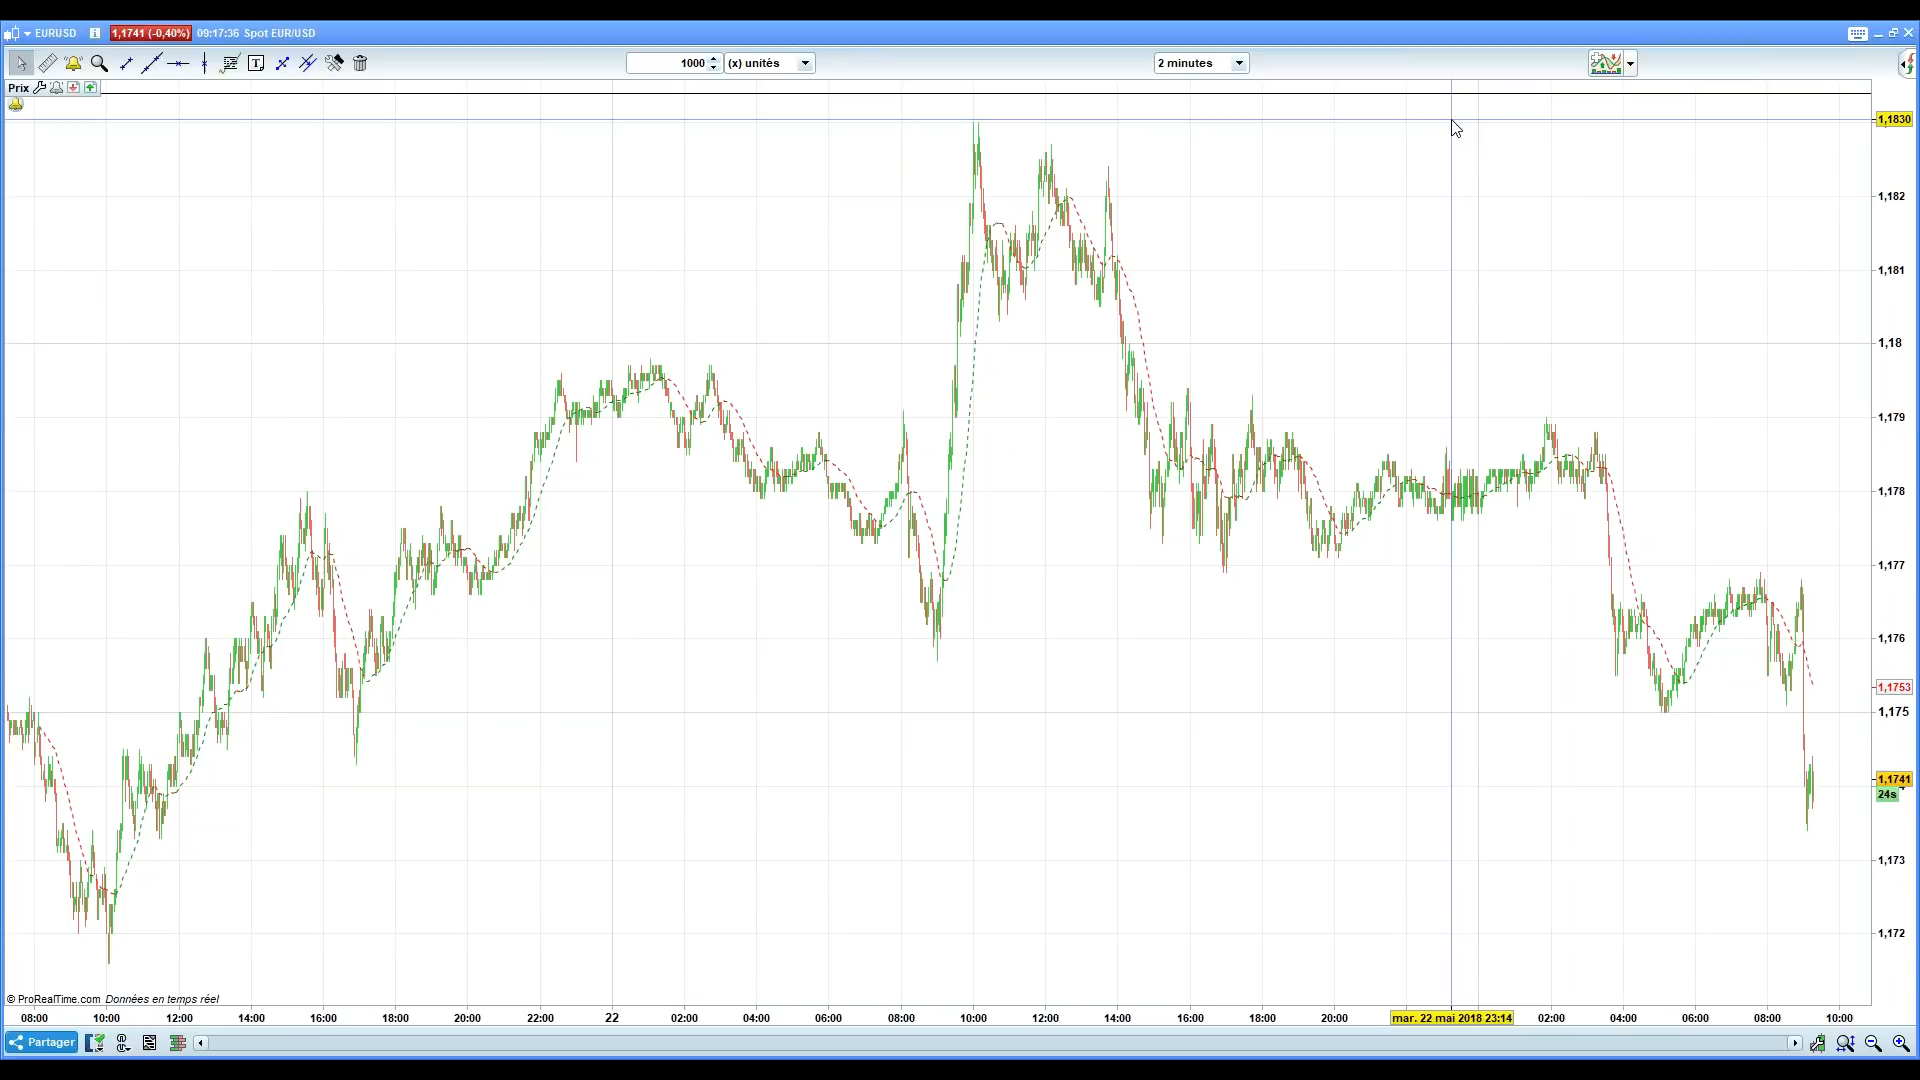 EURUSD 1,1741 (-0,40%) 09:17:36 Spot EUR/USD
1000 (x) unités 2 minutes
Prix
1,1830
1,182
1,181
1,18
1,179
1,178
1,177
1,176
1,1753
1,175
1,1741
24s
1,173
1,172
© ProRealTime.com Données en temps réel
08:00 10:00 12:00 14:00 16:00 18:00 20:00 22:00 22 02:00 04:00 06:00 08:00 10:00 12:00 14:00 16:00 18:00 20:00 mar. 22 mai 2018 23:14 02:00 04:00 06:00 08:00 10:00
Partager